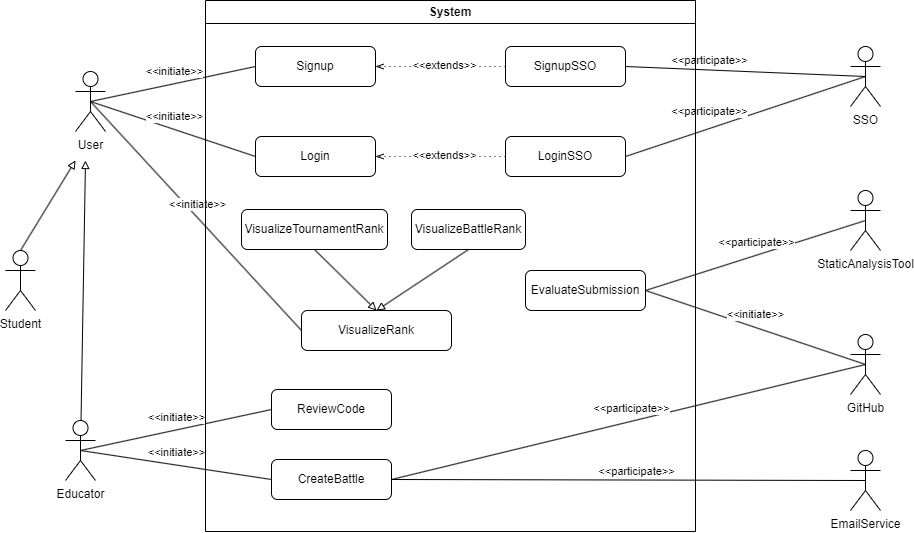 System
Signup
<<extends>>
SignupSSO
<<initiate>>
<<participate>>
User
SSO
<<initiate>>
<<participate>>
Login
<<extends>>
LoginSSO
<<initiate>>
VisualizeTournamentRank
VisualizeBattleRank
<<participate>>
StaticAnalysisTool
EvaluateSubmission
<<initiate>>
Student
VisualizeRank
GitHub
ReviewCode
<<participate>>
<<initiate>>
<<initiate>>
CreateBattle
<<participate>>
Educator
EmailService